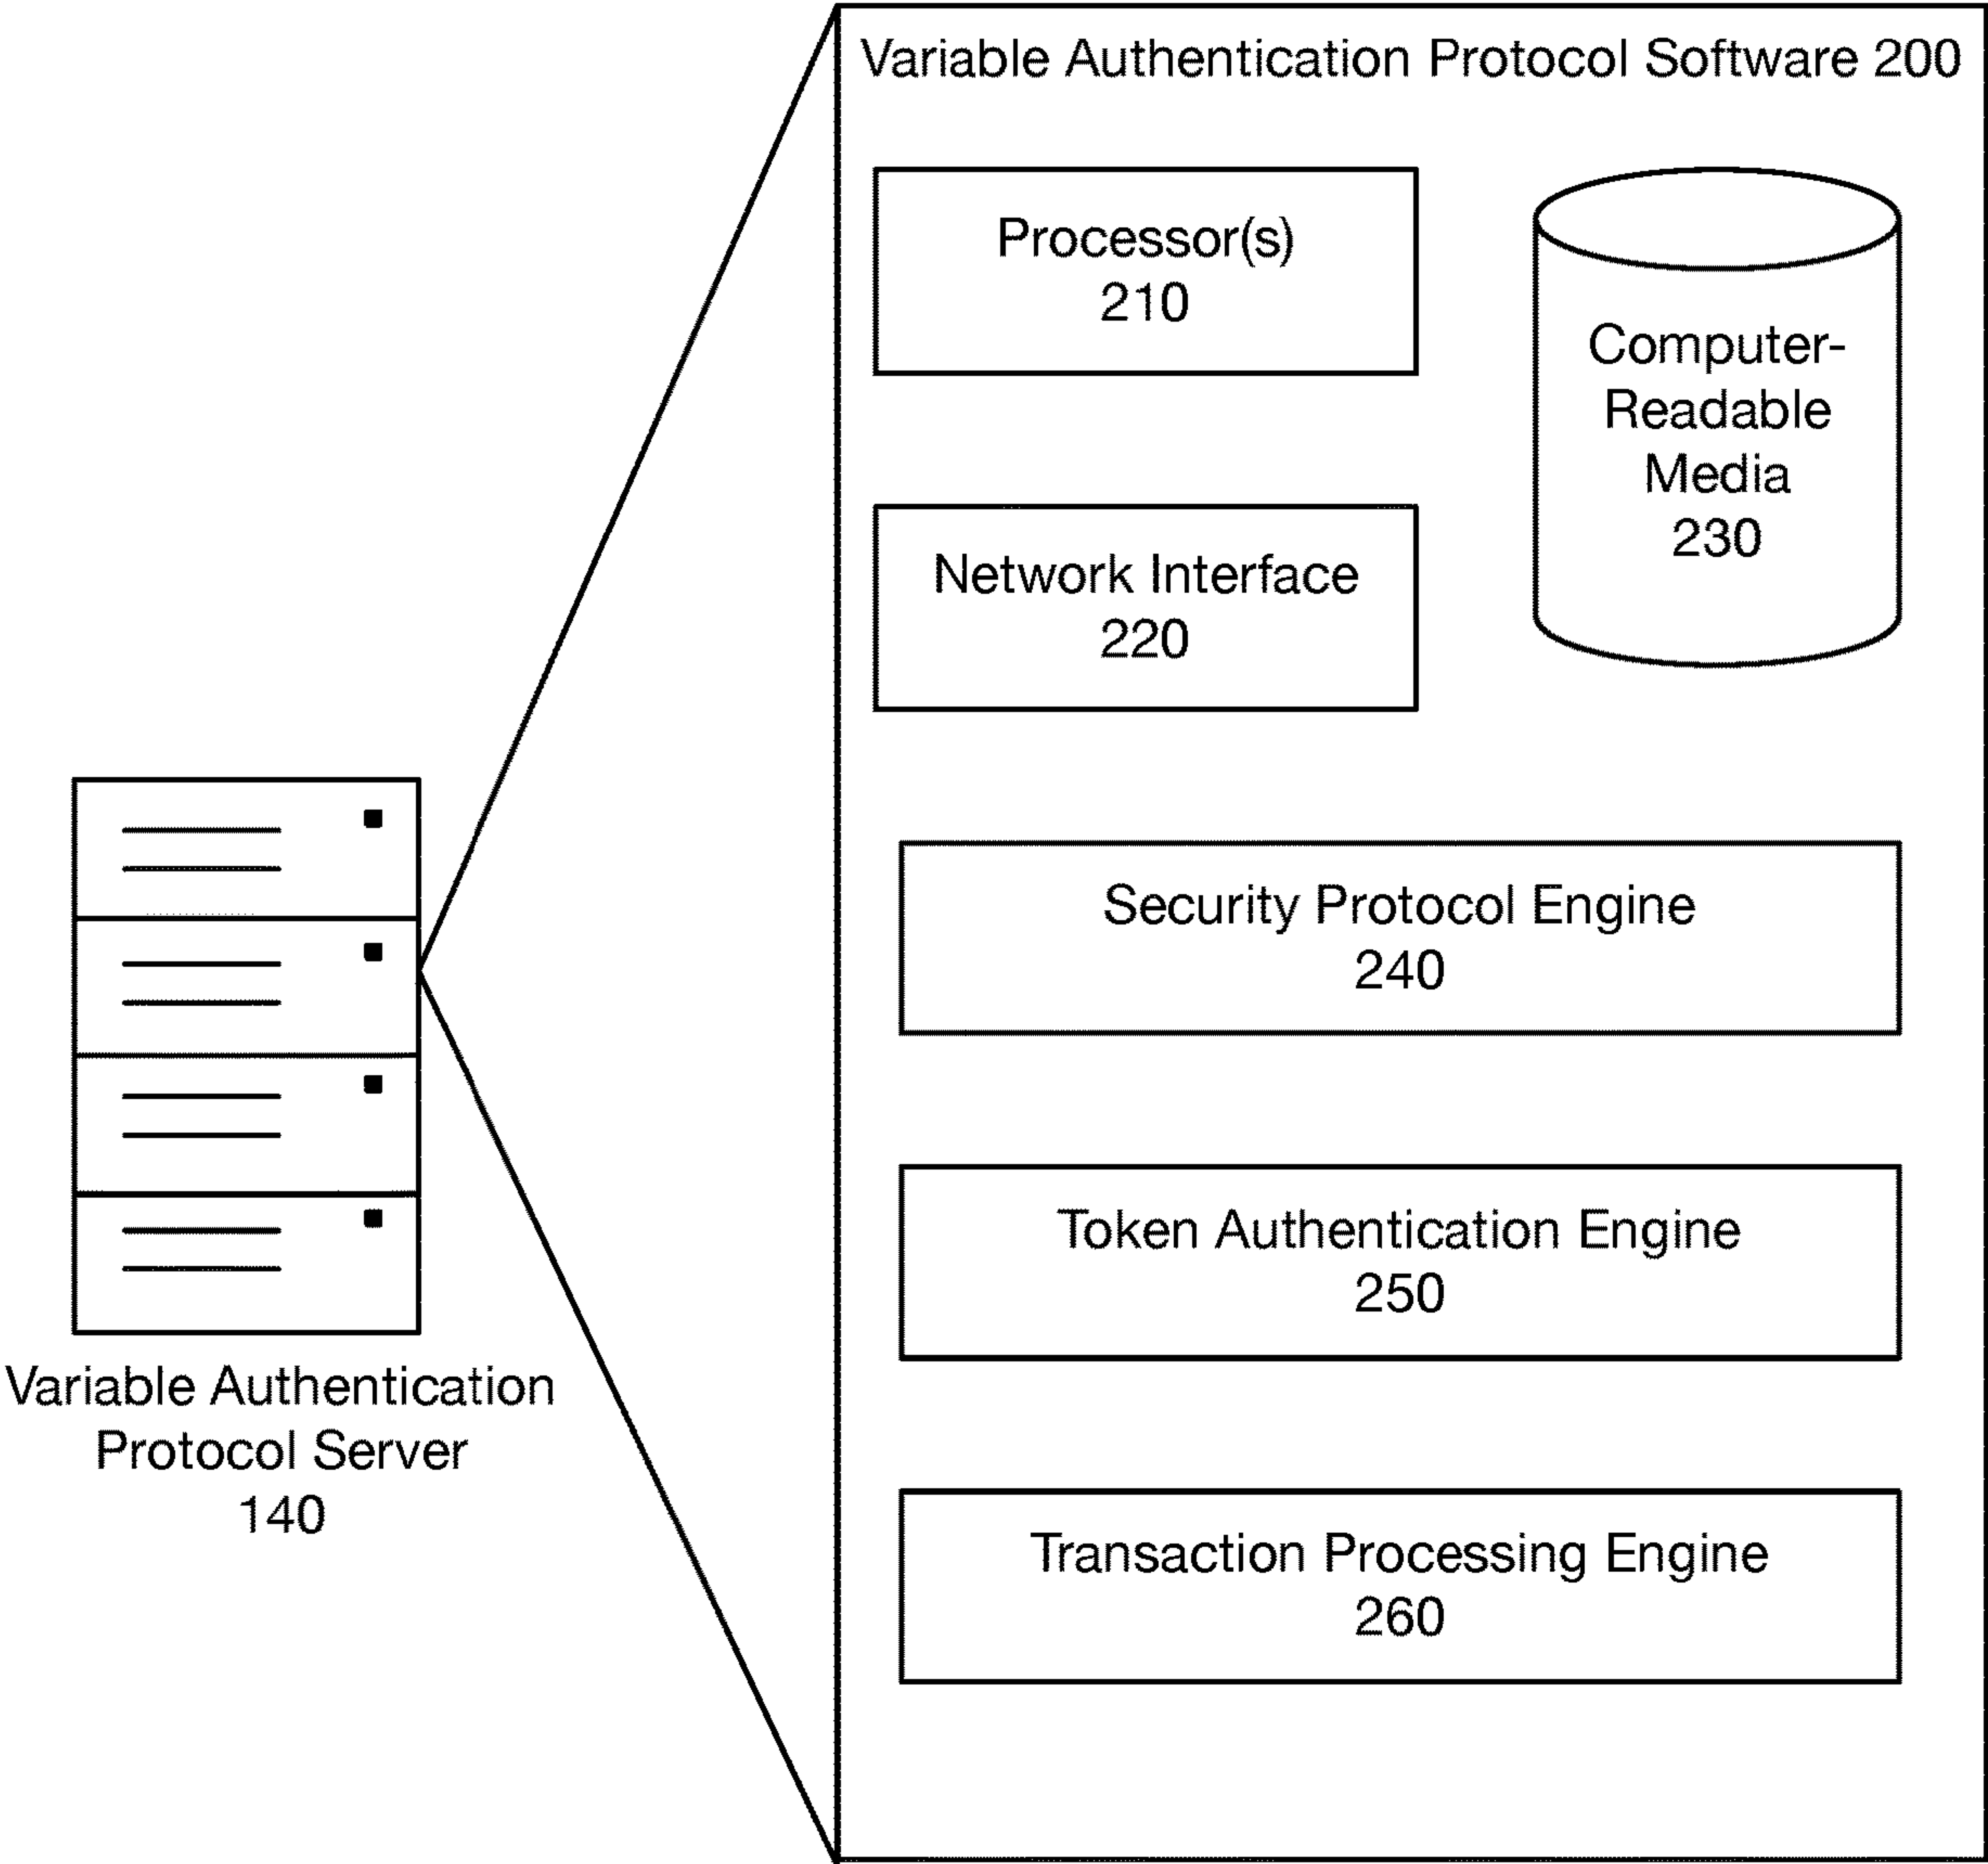 Variable Authentication Protocol Software 200
Processor(s)
210
Computer-
Readable
Media
230
Network Interface
220
Security Protocol Engine
240
Token Authentication Engine
250
Transaction Processing Engine
260
Variable Authentication
Protocol Server
140